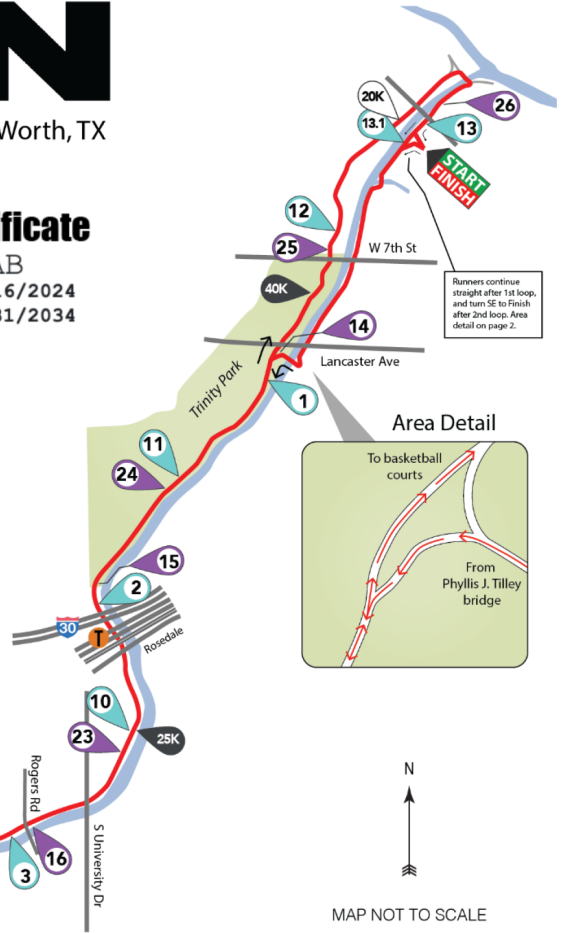 N
Worth, TX
ficate
AB
16/2024
31/2034
20K
13.1
26
13
START
FINISH
12
25
W 7th St
40K
Runners continue
straight after 1st loop,
and turn SE to Finish
after 2nd loop. Area
detail on page 2.
14
Lancaster Ave
Trinity Park
1
Area Detail
To basketball
courts
From
Phyllis J. Tilley
bridge
11
24
15
2
30
T
Rosedale
10
23
25K
Rogers Rd
S University Dr
16
3
N
MAP NOT TO SCALE